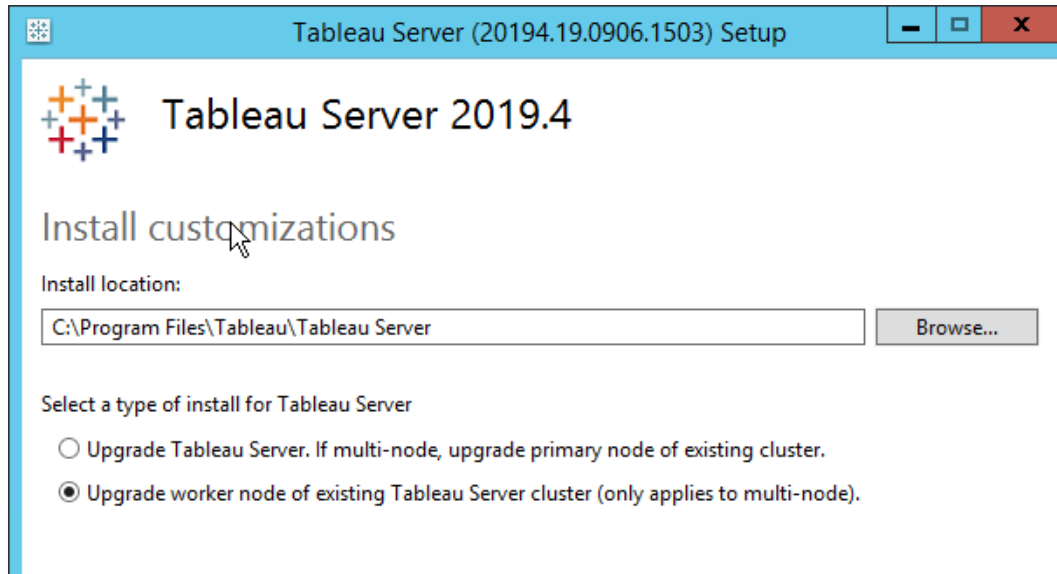 Tableau Server (20194.19.0906.1503) Setup
Tableau Server 2019.4
Install customizations
Install location:
C:\Program Files\Tableau\Tableau Server
Browse...
Select a type of install for Tableau Server
Upgrade Tableau Server. If multi-node, upgrade primary node of existing cluster.
Upgrade worker node of existing Tableau Server cluster (only applies to multi-node).